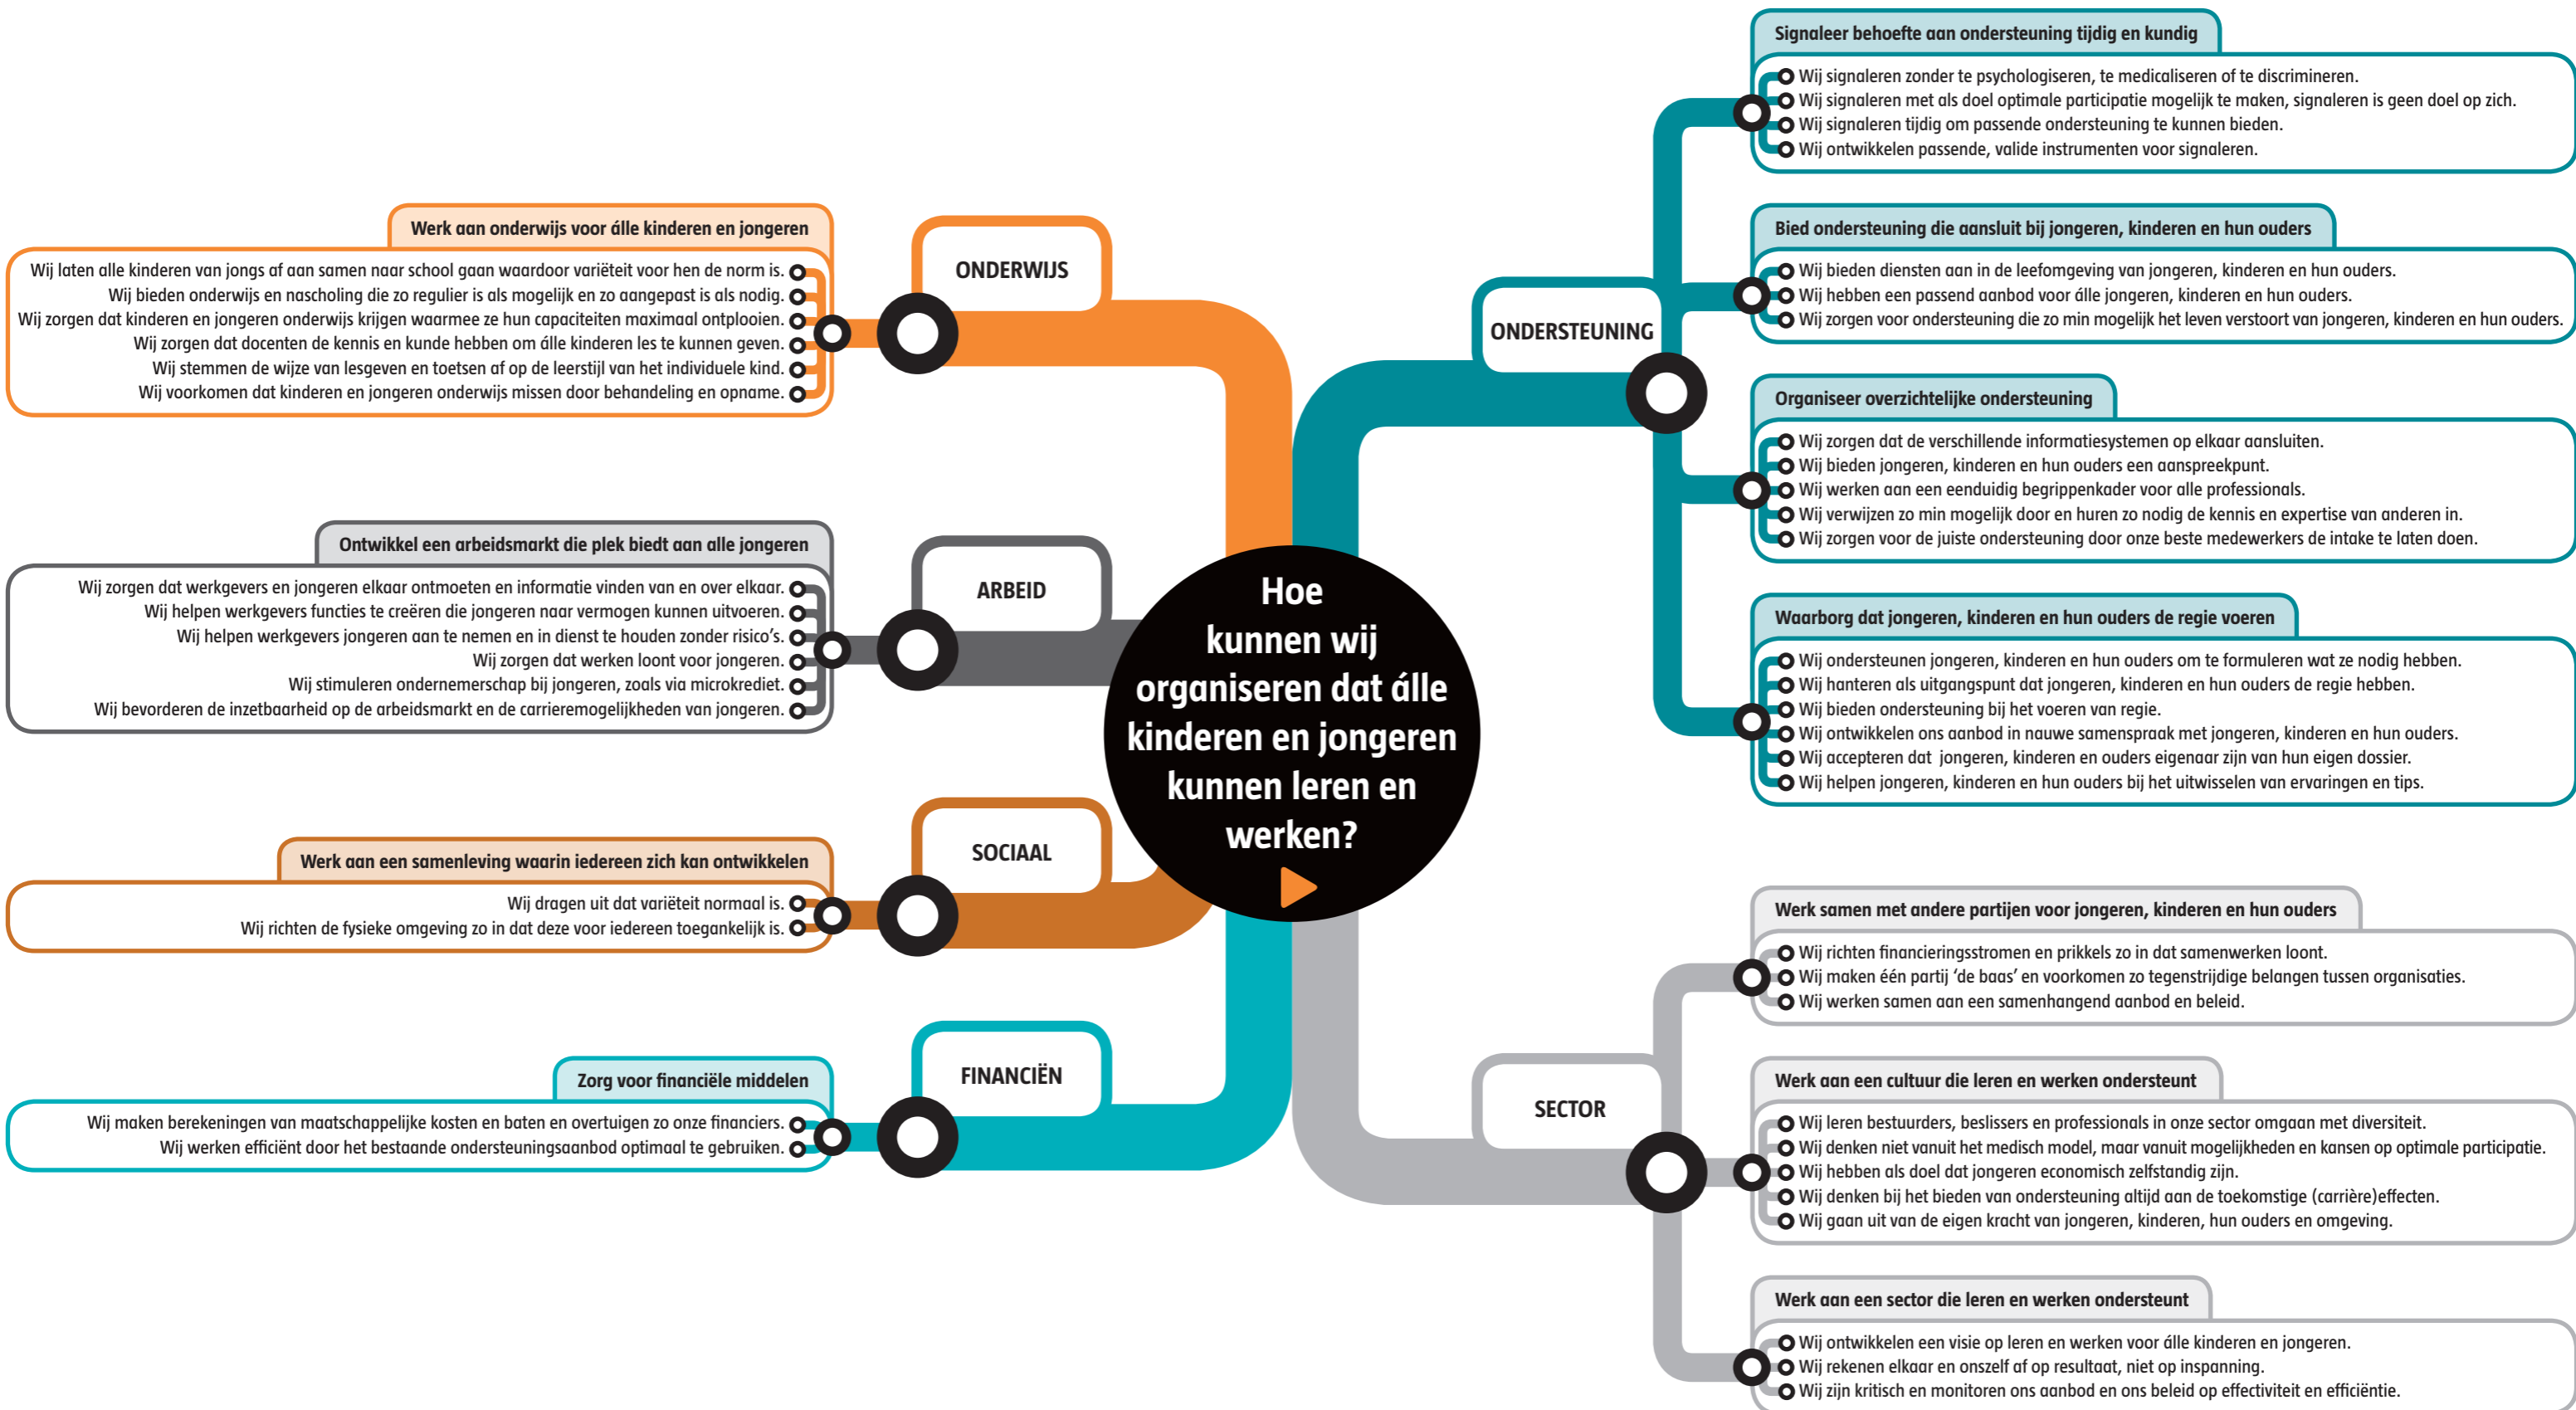 Hoe
kunnen wij
organiseren dat álle
kinderen en jongeren
kunnen leren en
werken?
ONDERWIJS
Werk aan onderwijs voor álle kinderen en jongeren
Wij laten alle kinderen van jongs af aan samen naar school gaan waardoor variëteit voor hen de norm is.
Wij bieden onderwijs en nascholing die zo regulier is als mogelijk en zo aangepast is als nodig.
Wij zorgen dat kinderen en jongeren onderwijs krijgen waarmee ze hun capaciteiten maximaal ontplooien.
Wij zorgen dat docenten de kennis en kunde hebben om álle kinderen les te kunnen geven.
Wij stemmen de wijze van lesgeven en toetsen af op de leerstijl van het individuele kind.
Wij voorkomen dat kinderen en jongeren onderwijs missen door behandeling en opname.
ARBEID
Ontwikkel een arbeidsmarkt die plek biedt aan alle jongeren
Wij zorgen dat werkgevers en jongeren elkaar ontmoeten en informatie vinden van en over elkaar.
Wij helpen werkgevers functies te creëren die jongeren naar vermogen kunnen uitvoeren.
Wij helpen werkgevers jongeren aan te nemen en in dienst te houden zonder risico’s.
Wij zorgen dat werken loont voor jongeren.
Wij stimuleren ondernemerschap bij jongeren, zoals via microkrediet.
Wij bevorderen de inzetbaarheid op de arbeidsmarkt en de carrieremogelijkheden van jongeren.
SOCIAAL
Werk aan een samenleving waarin iedereen zich kan ontwikkelen
Wij dragen uit dat variëteit normaal is.
Wij richten de fysieke omgeving zo in dat deze voor iedereen toegankelijk is.
FINANCIËN
Zorg voor financiële middelen
Wij maken berekeningen van maatschappelijke kosten en baten en overtuigen zo onze financiers.
Wij werken efficiënt door het bestaande ondersteuningsaanbod optimaal te gebruiken.
ONDERSTEUNING
Signaleer behoefte aan ondersteuning tijdig en kundig
Wij signaleren zonder te psychologiseren, te medicaliseren of te discrimineren.
Wij signaleren met als doel optimale participatie mogelijk te maken, signaleren is geen doel op zich.
Wij signaleren tijdig om passende ondersteuning te kunnen bieden.
Wij ontwikkelen passende, valide instrumenten voor signaleren.
Bied ondersteuning die aansluit bij jongeren, kinderen en hun ouders
Wij bieden diensten aan in de leefomgeving van jongeren, kinderen en hun ouders.
Wij hebben een passend aanbod voor álle jongeren, kinderen en hun ouders.
Wij zorgen voor ondersteuning die zo min mogelijk het leven verstoort van jongeren, kinderen en hun ouders.
Organiseer overzichtelijke ondersteuning
Wij zorgen dat de verschillende informatiesystemen op elkaar aansluiten.
Wij bieden jongeren, kinderen en hun ouders een aanspreekpunt.
Wij werken aan een eenduidig begrippenkader voor alle professionals.
Wij verwijzen zo min mogelijk door en huren zo nodig de kennis en expertise van anderen in.
Wij zorgen voor de juiste ondersteuning door onze beste medewerkers de intake te laten doen.
Waarborg dat jongeren, kinderen en hun ouders de regie voeren
Wij ondersteunen jongeren, kinderen en hun ouders om te formuleren wat ze nodig hebben.
Wij hanteren als uitgangspunt dat jongeren, kinderen en hun ouders de regie hebben.
Wij bieden ondersteuning bij het voeren van regie.
Wij ontwikkelen ons aanbod in nauwe samenspraak met jongeren, kinderen en hun ouders.
Wij accepteren dat jongeren, kinderen en ouders eigenaar zijn van hun eigen dossier.
Wij helpen jongeren, kinderen en hun ouders bij het uitwisselen van ervaringen en tips.
SECTOR
Werk samen met andere partijen voor jongeren, kinderen en hun ouders
Wij richten financieringsstromen en prikkels zo in dat samenwerken loont.
Wij maken één partij ‘de baas’ en voorkomen zo tegenstrijdige belangen tussen organisaties.
Wij werken samen aan een samenhangend aanbod en beleid.
Werk aan een cultuur die leren en werken ondersteunt
Wij leren bestuurders, beslissers en professionals in onze sector omgaan met diversiteit.
Wij denken niet vanuit het medisch model, maar vanuit mogelijkheden en kansen op optimale participatie.
Wij hebben als doel dat jongeren economisch zelfstandig zijn.
Wij denken bij het bieden van ondersteuning altijd aan de toekomstige (carrière)effecten.
Wij gaan uit van de eigen kracht van jongeren, kinderen, hun ouders en omgeving.
Werk aan een sector die leren en werken ondersteunt
Wij ontwikkelen een visie op leren en werken voor álle kinderen en jongeren.
Wij rekenen elkaar en onszelf af op resultaat, niet op inspanning.
Wij zijn kritisch en monitoren ons aanbod en ons beleid op effectiviteit en efficiëntie.